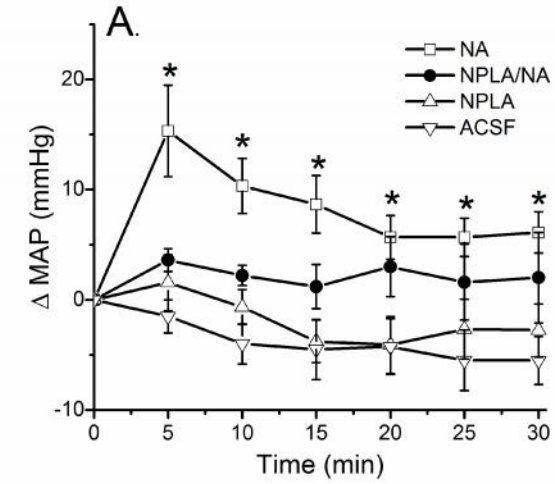 A.
NA
NPLA/NA
NPLA
ACSF
* * * * * *
Δ MAP (mmHg)
20
10
0
-10
0 5 10 15 20 25 30
Time (min)